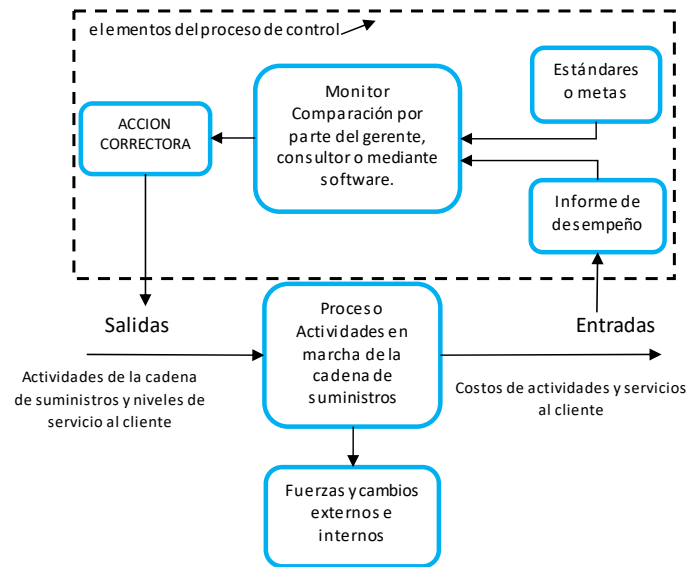 elementos del proceso de control
Estándares
o metas
Monitor
Comparación por
parte del gerente,
consultor o mediante
software.
ACCION
CORRECTORA
Informe de
desempeño
Salidas
Entradas
Proceso
Actividades en
marcha de la
cadena de
suministros
Actividades de la cadena
de suministros y niveles de
servicio al cliente
Costos de actividades y servicios
al cliente
Fuerzas y cambios
externos e
internos